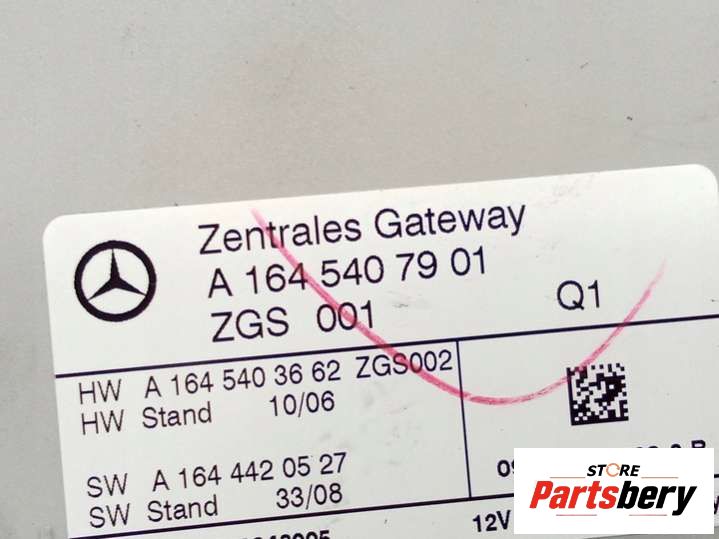 Zentrales Gateway
A 164 540 79 01
ZGS 001
Q1
HW A 164 540 36 62 ZGS002
HW Stand 10/06
SW A 164 442 05 27
SW Stand 33/08
12V
STORE
Partsbery